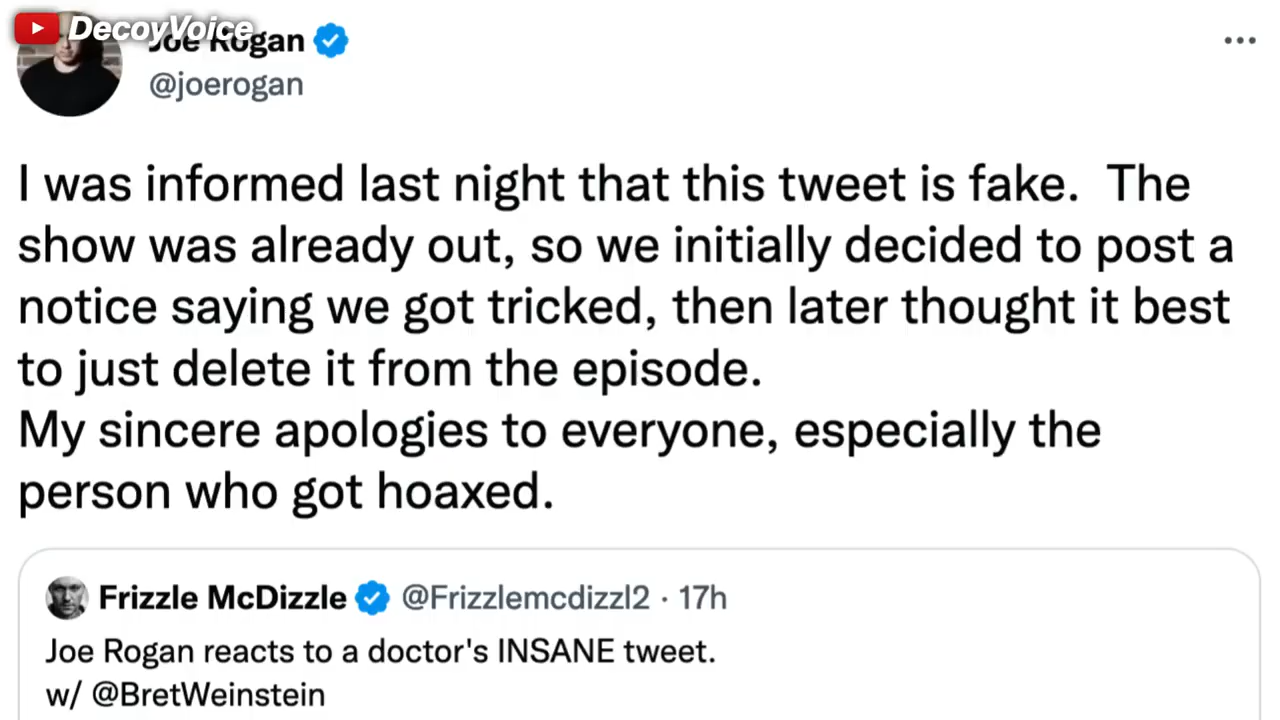 DecoyVoice
Joe Rogan
@joerogan
I was informed last night that this tweet is fake.  The
show was already out, so we initially decided to post a
notice saying we got tricked, then later thought it best
to just delete it from the episode.
My sincere apologies to everyone, especially the
person who got hoaxed.
Frizzle McDizzle @Frizzlemcdizzl2 · 17h
Joe Rogan reacts to a doctor's INSANE tweet.
w/ @BretWeinstein